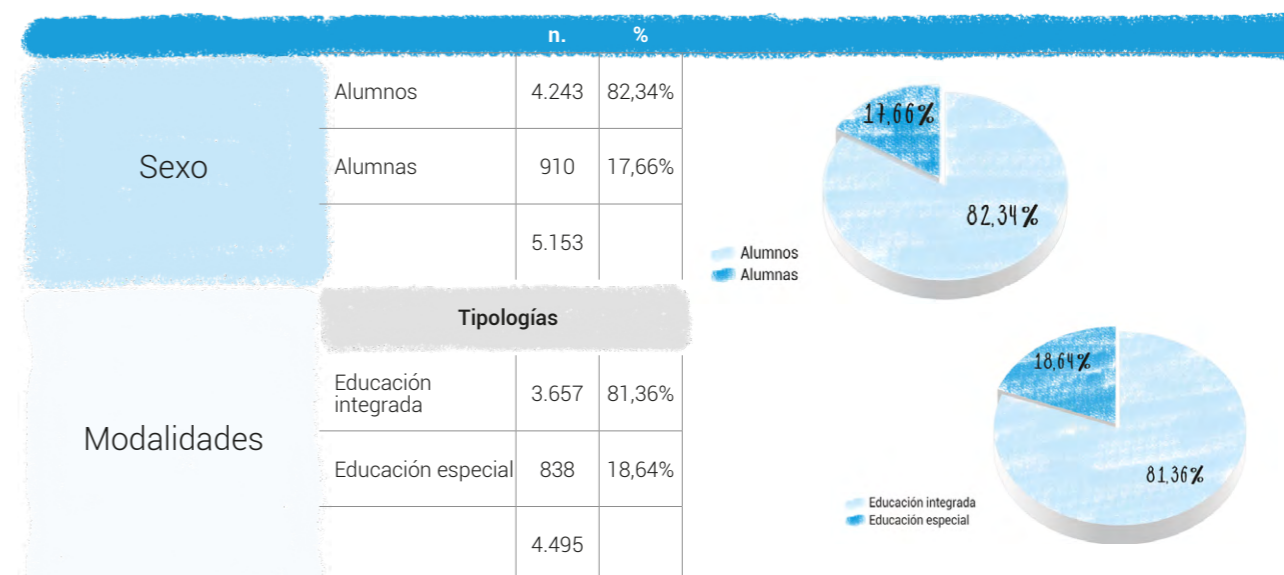 n. %
Sexo
Alumnos 4.243 82,34%
Alumnas 910 17,66%
5.153
17,66%
82,34%
Alumnos
Alumnas
Modalidades
Tipologías
Educación
integrada 3.657 81,36%
Educación especial 838 18,64%
4.495
18,64%
81,36%
Educación integrada
Educación especial